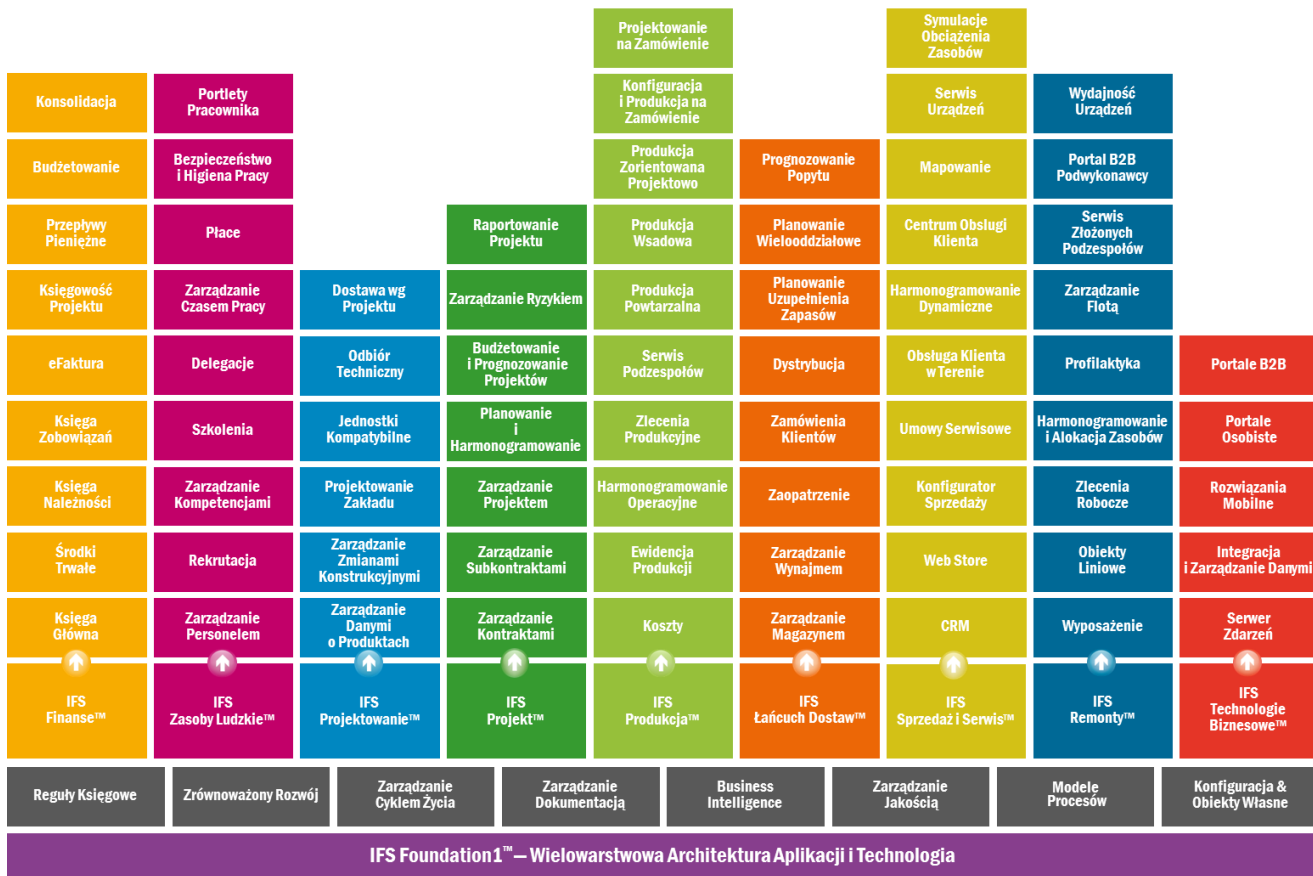 Projektowanie
na Zamówienie
Symulacje
Obciążenia
Zasobów
Konsolidacja
Portlety
Pracownika
Konfiguracja
i Produkcja na
Zamówienie
Serwis
Urządzeń
Wydajność
Urządzeń
Budżetowanie
Bezpieczeństwo
i Higiena Pracy
Produkcja
Zorientowana
Projektowo
Prognozowanie
Popytu
Mapowanie
Portal B2B
Podwykonawcy
Przepływy
Pieniężne
Płace
Raportowanie
Projektu
Produkcja
Wsadowa
Planowanie
Wielooddziałowe
Centrum Obsługi
Klienta
Serwis
Złożonych
Podzespołów
Księgowość
Projektu
Zarządzanie
Czasem Pracy
Dostawa wg
Projektu
Zarządzanie Ryzykiem
Produkcja
Powtarzalna
Planowanie
Uzupełnienia
Zapasów
Harmonogramowanie
Dynamiczne
Zarządzanie
Flotą
eFaktura
Delegacje
Odbiór
Techniczny
Budżetowanie
i Prognozowanie
Projektów
Serwis
Podzespołów
Dystrybucja
Obsługa Klienta
w Terenie
Profilaktyka
Portale B2B
Księga
Zobowiązań
Szkolenia
Jednostki
Kompatybilne
Planowanie
i
Harmonogramowanie
Zlecenia
Produkcyjne
Zamówienia
Klientów
Umowy Serwisowe
Harmonogramowanie
i Alokacja Zasobów
Portale
Osobiste
Księga
Należności
Zarządzanie
Kompetencjami
Projektowanie
Zakładu
Zarządzanie
Projektem
Harmonogramowanie
Operacyjne
Zaopatrzenie
Konfigurator
Sprzedaży
Zlecenia
Robocze
Rozwiązania
Mobilne
Środki
Trwałe
Rekrutacja
Zarządzanie
Zmianami
Konstrukcyjnymi
Zarządzanie
Subkontraktami
Ewidencja
Produkcji
Zarządzanie
Wynajmem
Web Store
Obiekty
Liniowe
Integracja
i Zarządzanie Danymi
Księga
Główna
Zarządzanie
Personelem
Zarządzanie
Danymi
o Produktach
Zarządzanie
Kontraktami
Koszty
Zarządzanie
Magazynem
CRM
Wyposażenie
Serwer
Zdarzeń
IFS
Finanse™
IFS
Zasoby Ludzkie™
IFS
Projektowanie™
IFS
Projekt™
IFS
Produkcja™
IFS
Łańcuch Dostaw™
IFS
Sprzedaż i Serwis™
IFS
Remonty™
IFS
Technologie
Biznesowe™
Reguły Księgowe
Zrównoważony Rozwój
Zarządzanie
Cyklem Życia
Zarządzanie
Dokumentacją
Business
Intelligence
Zarządzanie
Jakością
Modele
Procesów
Konfiguracja &
Obiekty Własne
IFS Foundation1™— Wielowarstwowa Architektura Aplikacji i Technologia